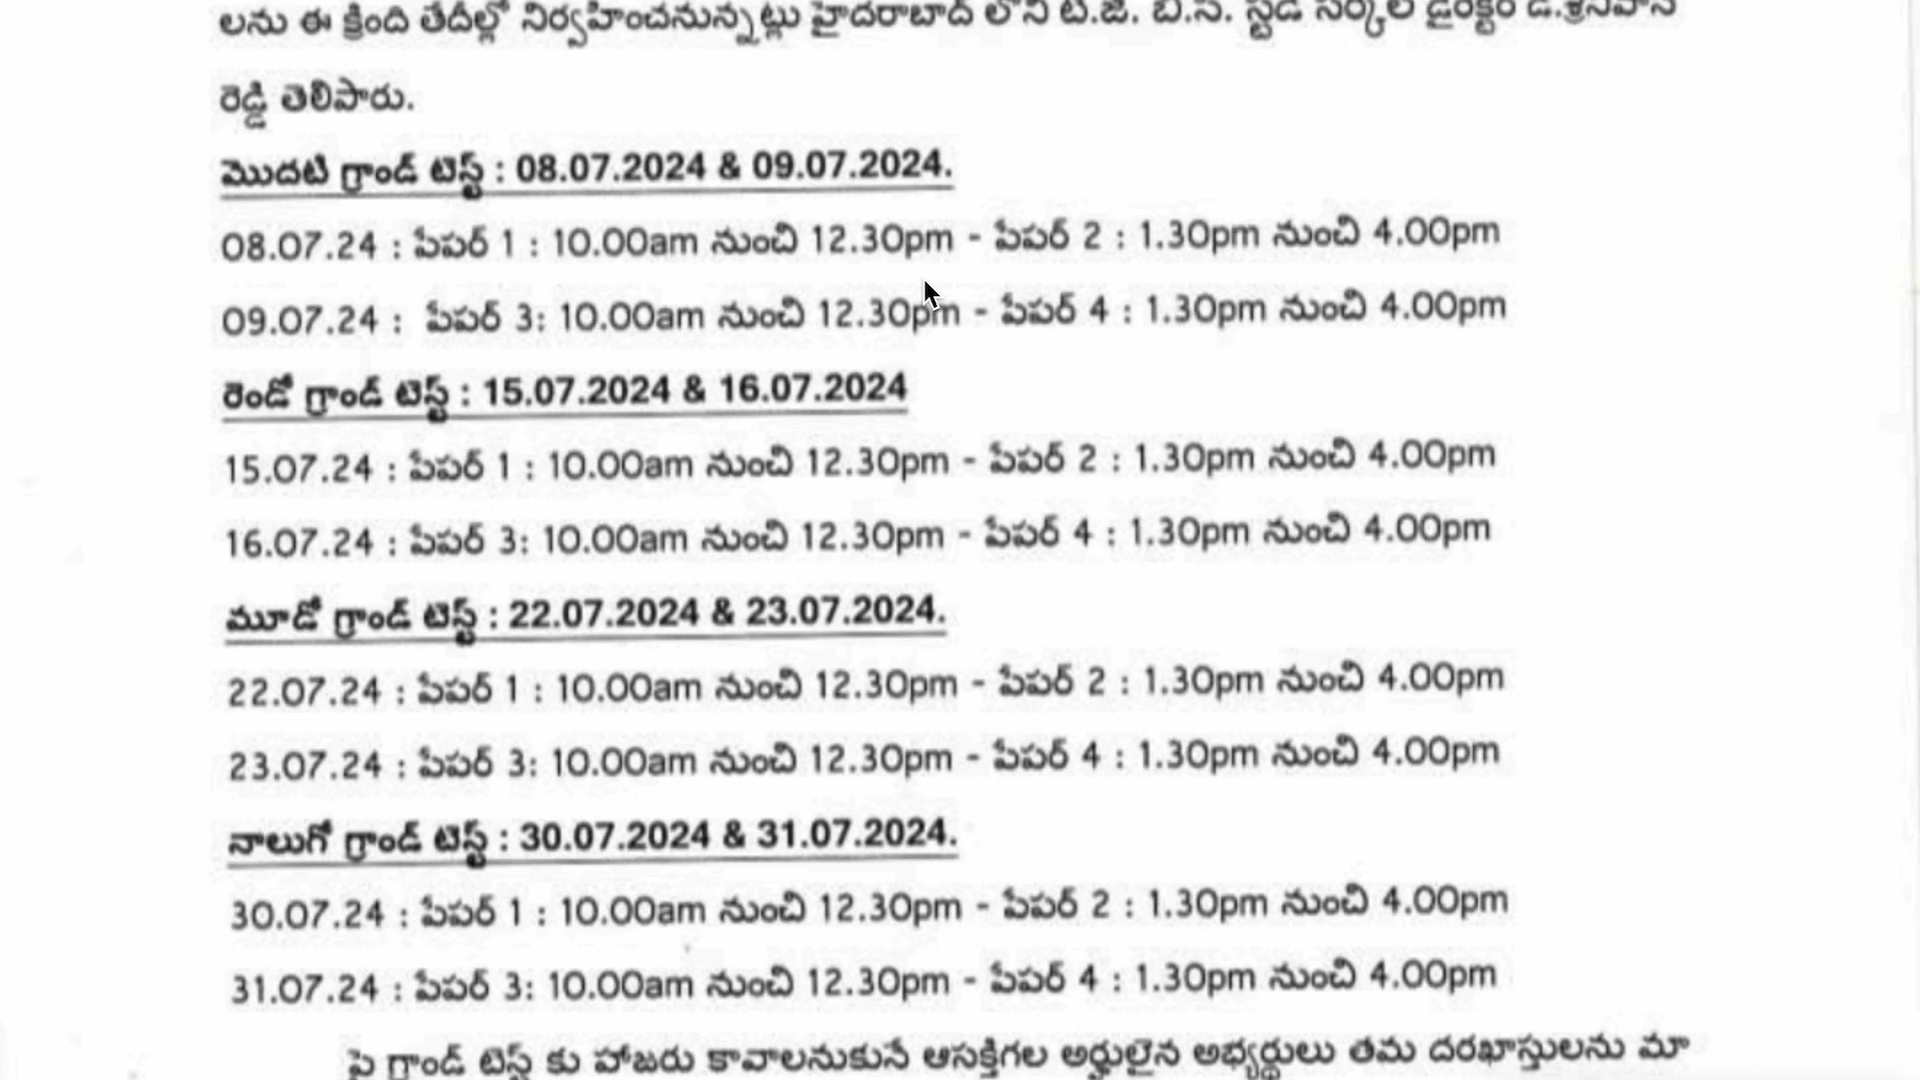 లను ఈ క్రింది తేదీల్లో నిర్వహించనున్నట్లు హైదరాబాద్ లోని టి.జి. బి.సి. స్టడీ సర్కిల్ డైరెక్టర్ డి.శ్రీనివాస్
రెడ్డి తెలిపారు.
మొదటి గ్రాండ్ టెస్ట్ : 08.07.2024 & 09.07.2024.
08.07.24 : పేపర్ 1 : 10.00am నుంచి 12.30pm - పేపర్ 2 : 1.30pm నుంచి 4.00pm
09.07.24 : పేపర్ 3: 10.00am నుంచి 12.30pm - పేపర్ 4 : 1.30pm నుంచి 4.00pm
రెండో గ్రాండ్ టెస్ట్ : 15.07.2024 & 16.07.2024
15.07.24 : పేపర్ 1 : 10.00am నుంచి 12.30pm - పేపర్ 2 : 1.30pm నుంచి 4.00pm
16.07.24 : పేపర్ 3: 10.00am నుంచి 12.30pm - పేపర్ 4 : 1.30pm నుంచి 4.00pm
మూడో గ్రాండ్ టెస్ట్ : 22.07.2024 & 23.07.2024.
22.07.24 : పేపర్ 1 : 10.00am నుంచి 12.30pm - పేపర్ 2 : 1.30pm నుంచి 4.00pm
23.07.24 : పేపర్ 3: 10.00am నుంచి 12.30pm - పేపర్ 4 : 1.30pm నుంచి 4.00pm
నాలుగో గ్రాండ్ టెస్ట్ : 30.07.2024 & 31.07.2024.
30.07.24 : పేపర్ 1 : 10.00am నుంచి 12.30pm - పేపర్ 2 : 1.30pm నుంచి 4.00pm
31.07.24 : పేపర్ 3: 10.00am నుంచి 12.30pm - పేపర్ 4 : 1.30pm నుంచి 4.00pm
పై గ్రాండ్ టెస్ట్ కు హాజరు కావాలనుకునే ఆసక్తిగల అర్హులైన అభ్యర్థులు తమ దరఖాస్తులను మా